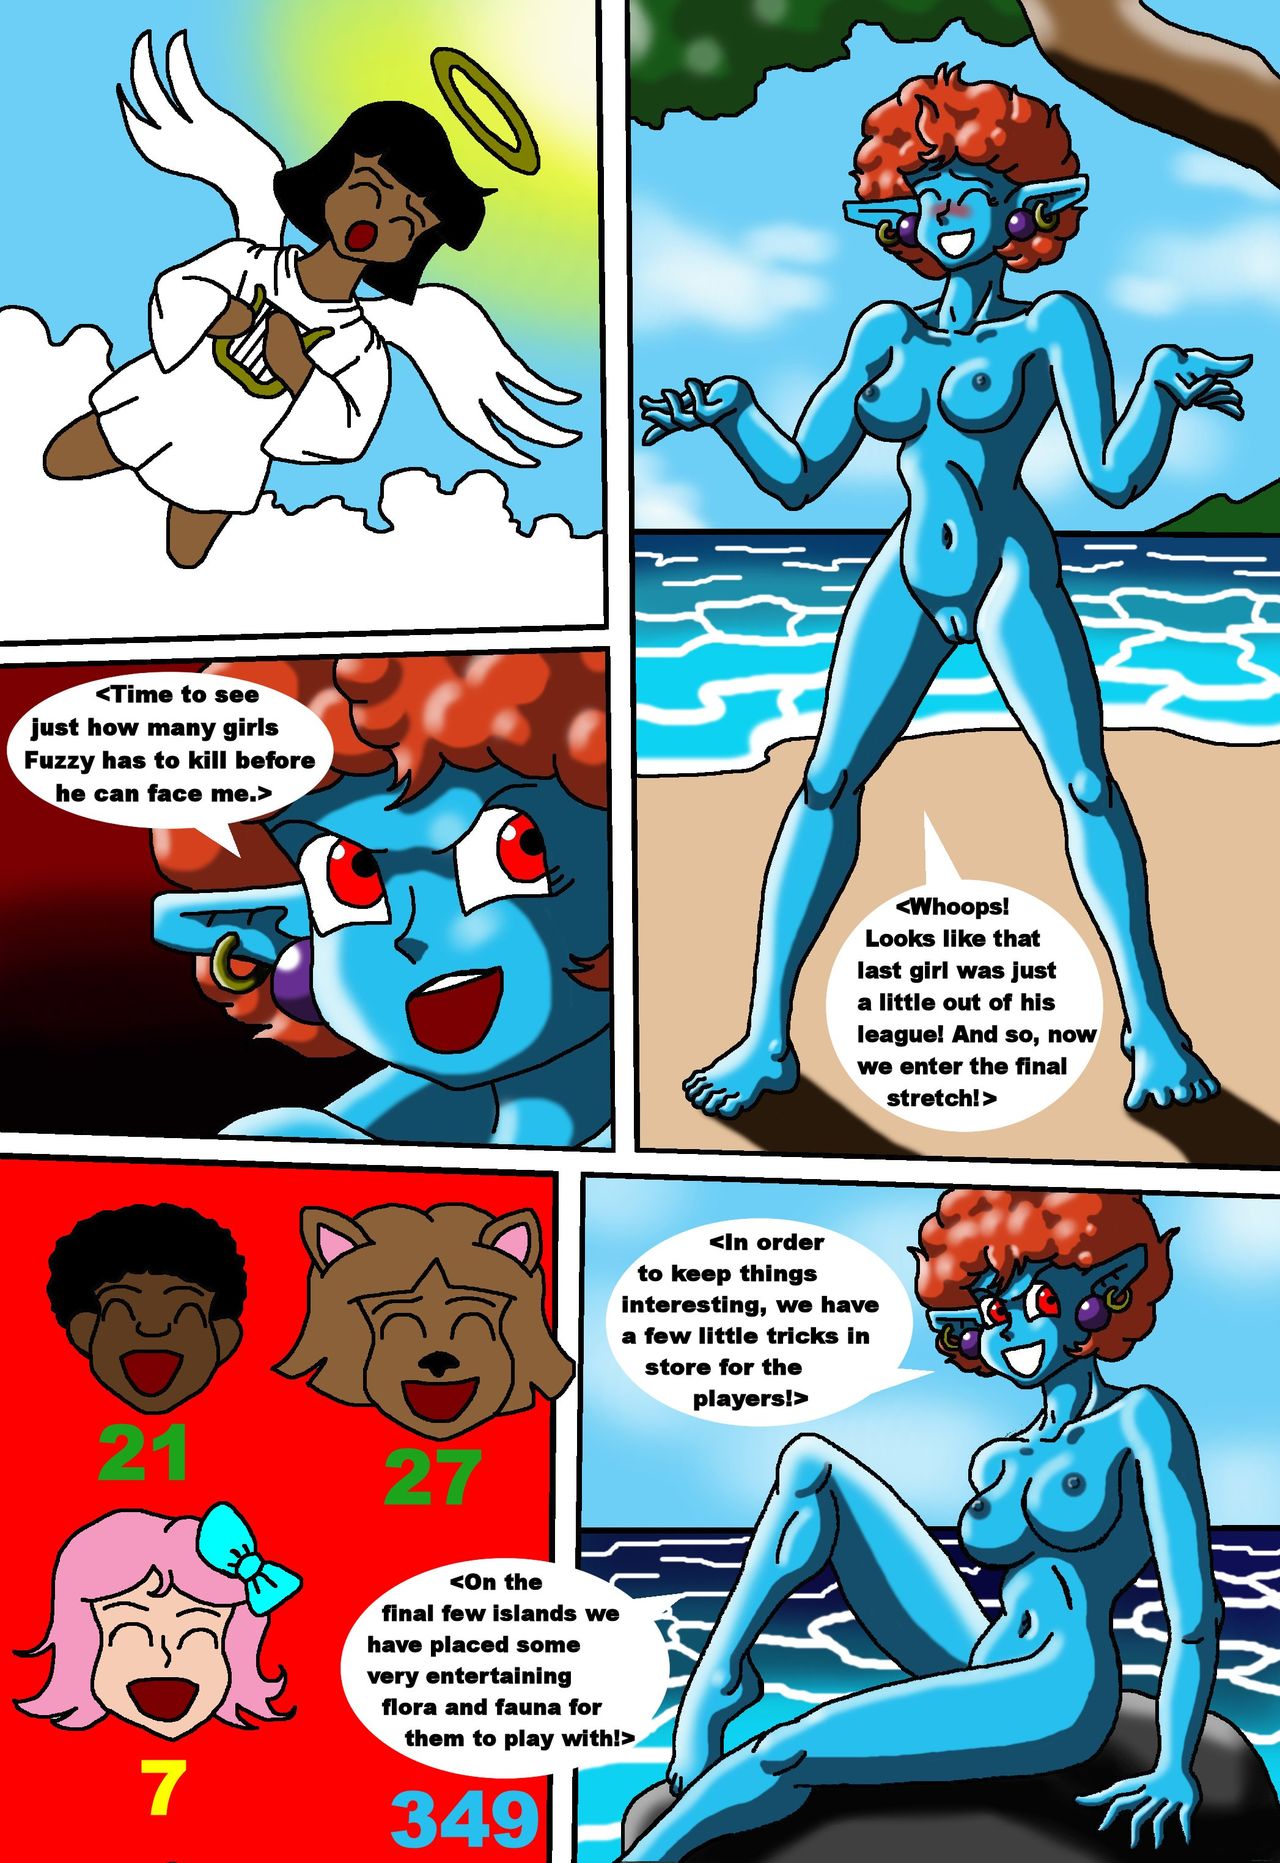 <Whoops!
Looks like that
last girl was just
a little out of his
league! And so, now
we enter the final
stretch!>
<Time to see
just how many girls
Fuzzy has to kill before
he can face me.>
21
27
7
349
<In order
to keep things
interesting, we have
a few little tricks in
store for the
players!>
<On the
final few islands we
have placed some
very entertaining
flora and fauna for
them to play with!>